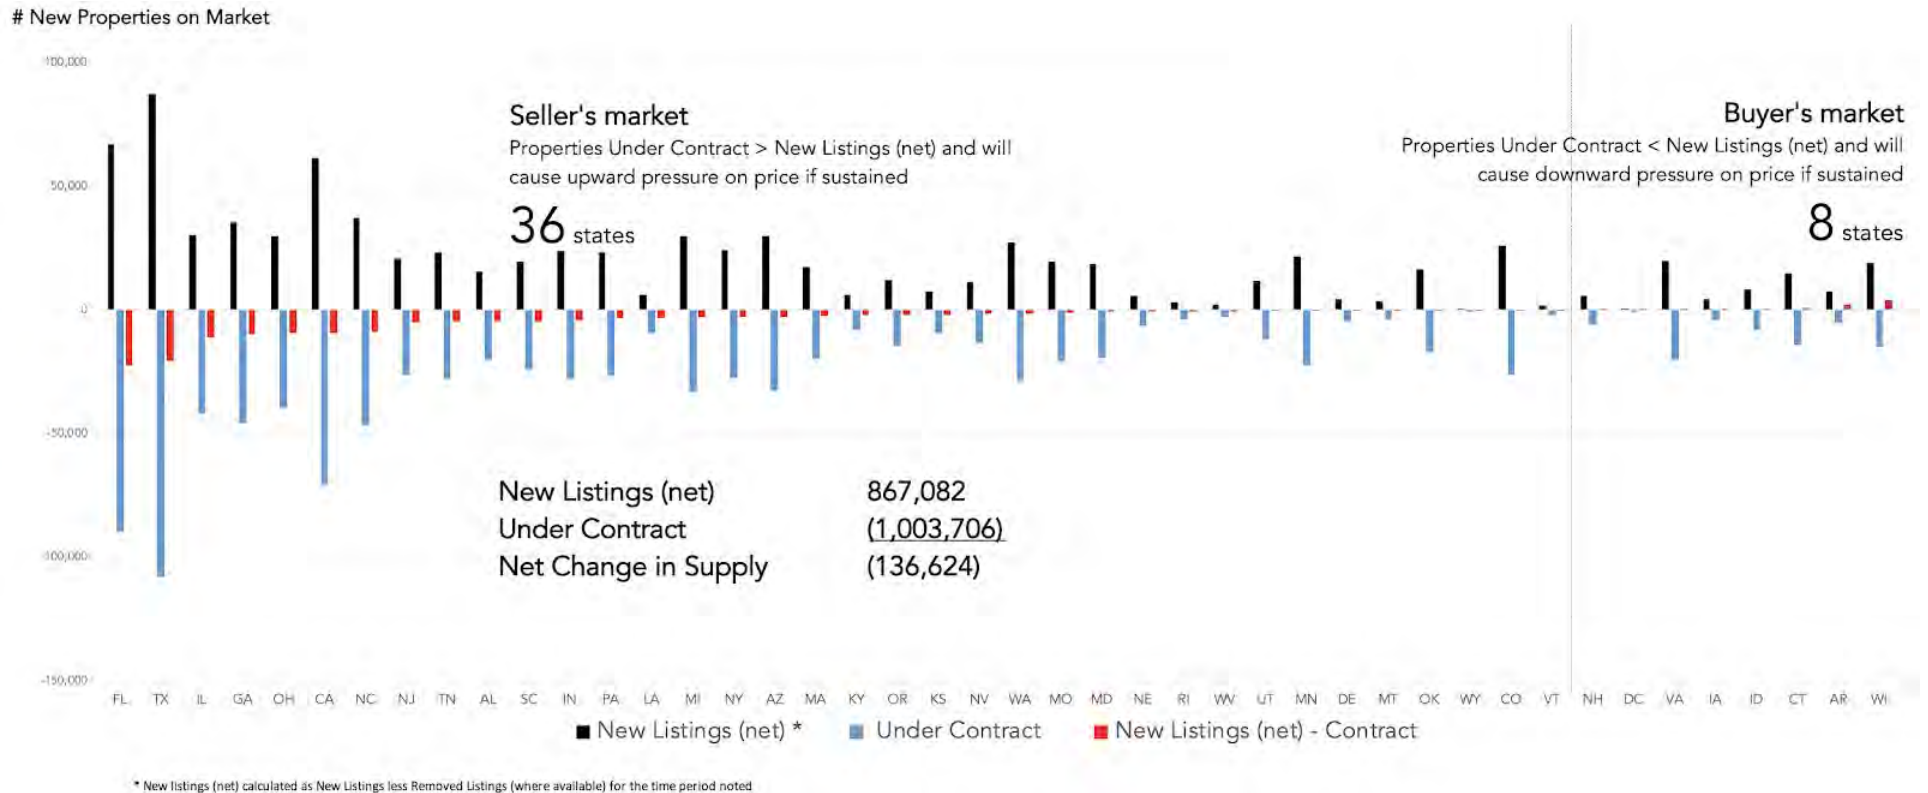 # New Properties on Market
100,000
50,000
0
-50,000
-100,000
-150,000
Seller's market
Properties Under Contract > New Listings (net) and will
cause upward pressure on price if sustained
36 states
Buyer's market
Properties Under Contract < New Listings (net) and will
cause downward pressure on price if sustained
8 states
New Listings (net) 867,082
Under Contract (1,003,706)
Net Change in Supply (136,624)
FL TX IL GA OH CA NC NJ TN AL SC IN PA LA MI NY AZ MA KY OR KS NV WA MO MD NE RI WV UT MN DE MT OK WY CO VT NH DC VA IA ID CT AR WI
New Listings (net) * Under Contract New Listings (net) - Contract
* New listings (net) calculated as New Listings less Removed Listings (where available) for the time period noted